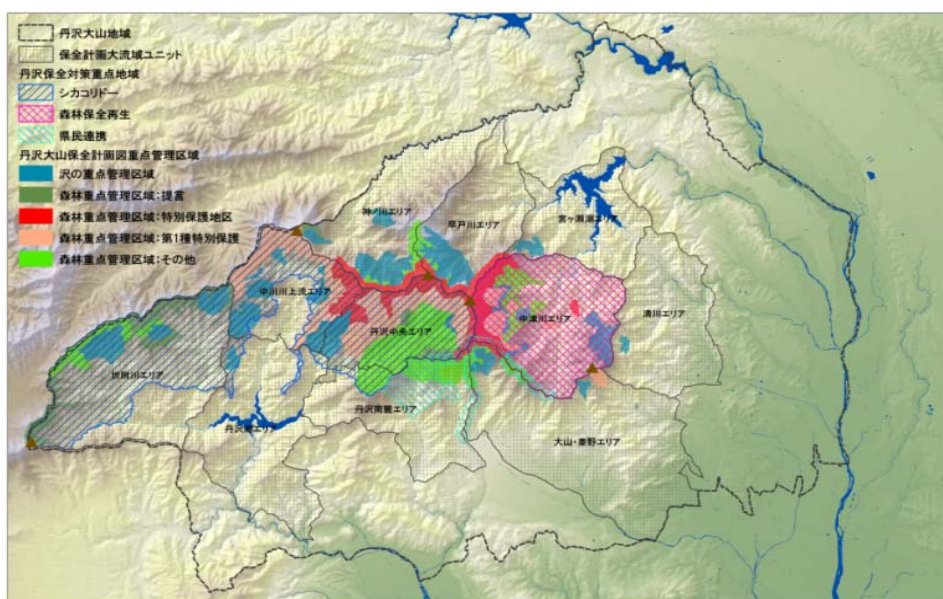 丹沢大山地域
保全計画大流域ユニット
丹沢保全対策重点地域
シカコリドー
森林保全再生
県民連携
丹沢大山保全計画図重点管理区域
沢の重点管理区域
森林重点管理区域:提言
森林重点管理区域:特別保護地区
森林重点管理区域:第1種特別保護
森林重点管理区域:その他
神ノ川エリア
早戸川エリア
宮ヶ瀬湖エリア
中川川上流エリア
丹沢中央エリア
中津川エリア
清川エリア
世附川エリア
丹沢湖エリア
丹沢南麓エリア
大山・秦野エリア